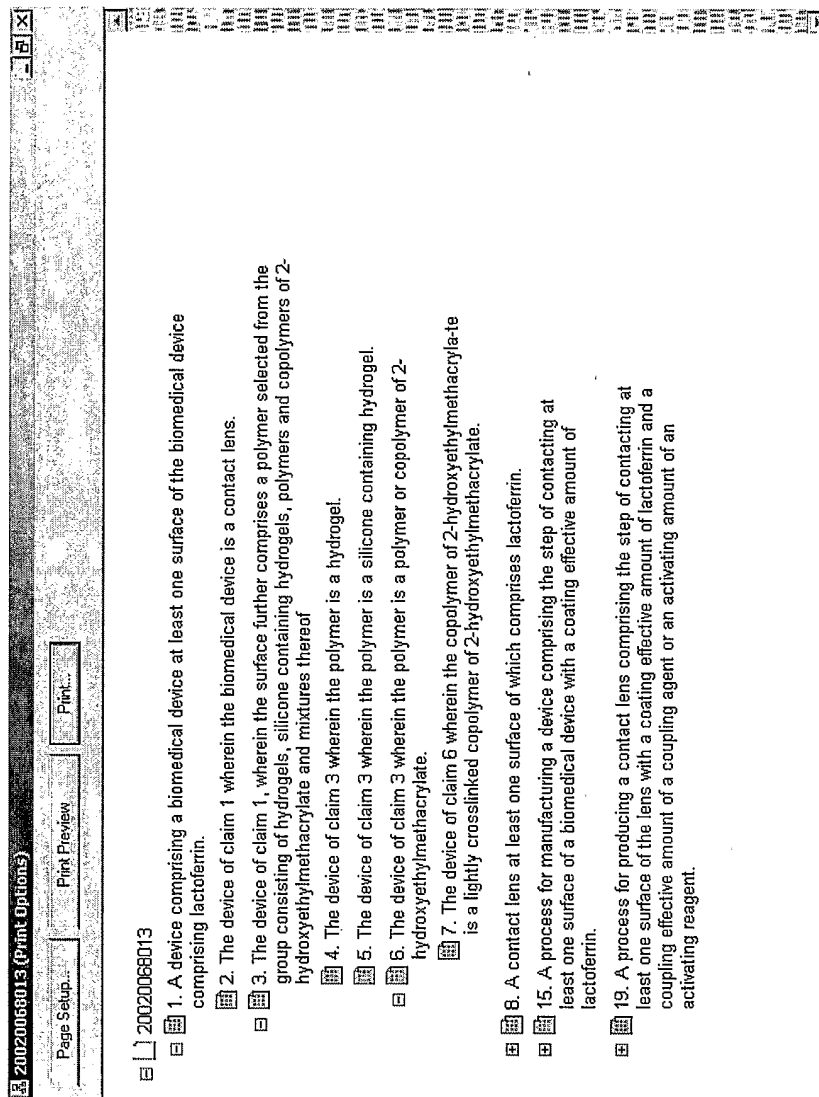 20020068013 (Print Options)
Page Setup... Print Preview Print...
20020068013
1. A device comprising a biomedical device at least one surface of the biomedical device
comprising lactoferrin.
2. The device of claim 1 wherein the biomedical device is a contact lens.
3. The device of claim 1, wherein the surface further comprises a polymer selected from the
group consisting of hydrogels, silicone containing hydrogels, polymers and copolymers of 2-
hydroxyethylmethacrylate and mixtures thereof
4. The device of claim 3 wherein the polymer is a hydrogel.
5. The device of claim 3 wherein the polymer is a silicone containing hydrogel.
6. The device of claim 3 wherein the polymer is a polymer or copolymer of 2-
hydroxyethylmethacrylate.
7. The device of claim 6 wherein the copolymer of 2-hydroxyethylmethacryla-te
is a lightly crosslinked copolymer of 2-hydroxyethylmethacrylate.
8. A contact lens at least one surface of which comprises lactoferrin.
15. A process for manufacturing a device comprising the step of contacting at
least one surface of a biomedical device with a coating effective amount of
lactoferrin.
19. A process for producing a contact lens comprising the step of contacting at
least one surface of the lens with a coating effective amount of lactoferrin and a
coupling effective amount of a coupling agent or an activating amount of an
activating reagent.